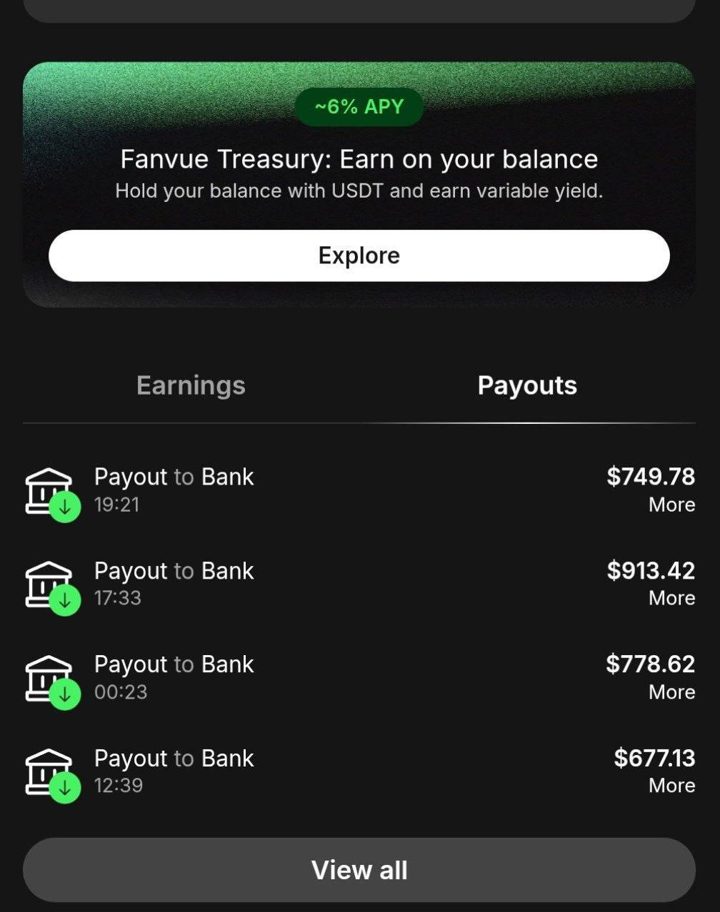 ~6% APY
Fanvue Treasury: Earn on your balance
Hold your balance with USDT and earn variable yield.
Explore
Earnings
Payouts
Payout to Bank
$749.78
19:21
More
Payout to Bank
$913.42
17:33
More
Payout to Bank
$778.62
00:23
More
Payout to Bank
$677.13
12:39
More
View all